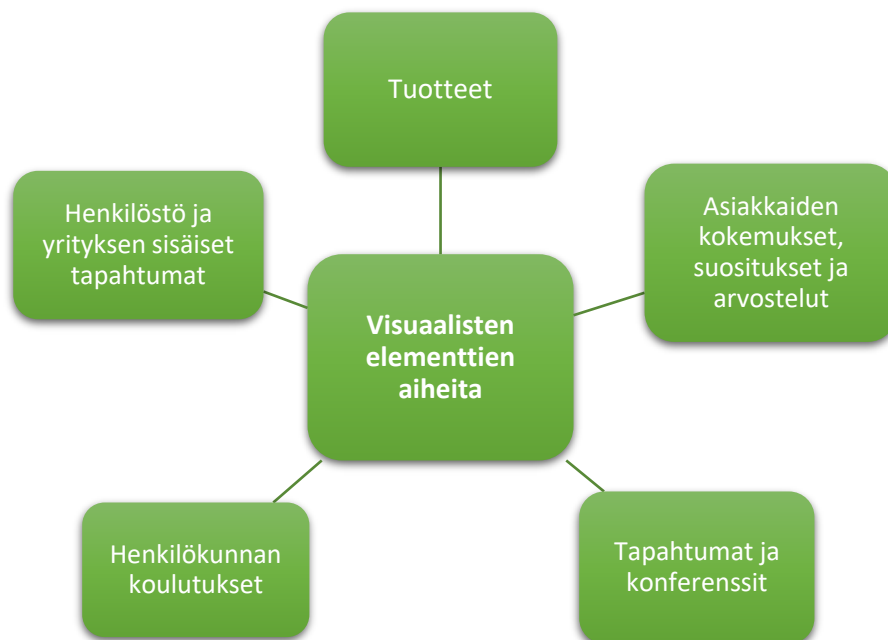 Tuotteet
Henkilöstö ja
yrityksen sisäiset
tapahtumat
Asiakkaiden
kokemukset,
suositukset ja
arvostelut
Visuaalisten
elementtien
aiheita
Henkilökunnan
koulutukset
Tapahtumat ja
konferenssit